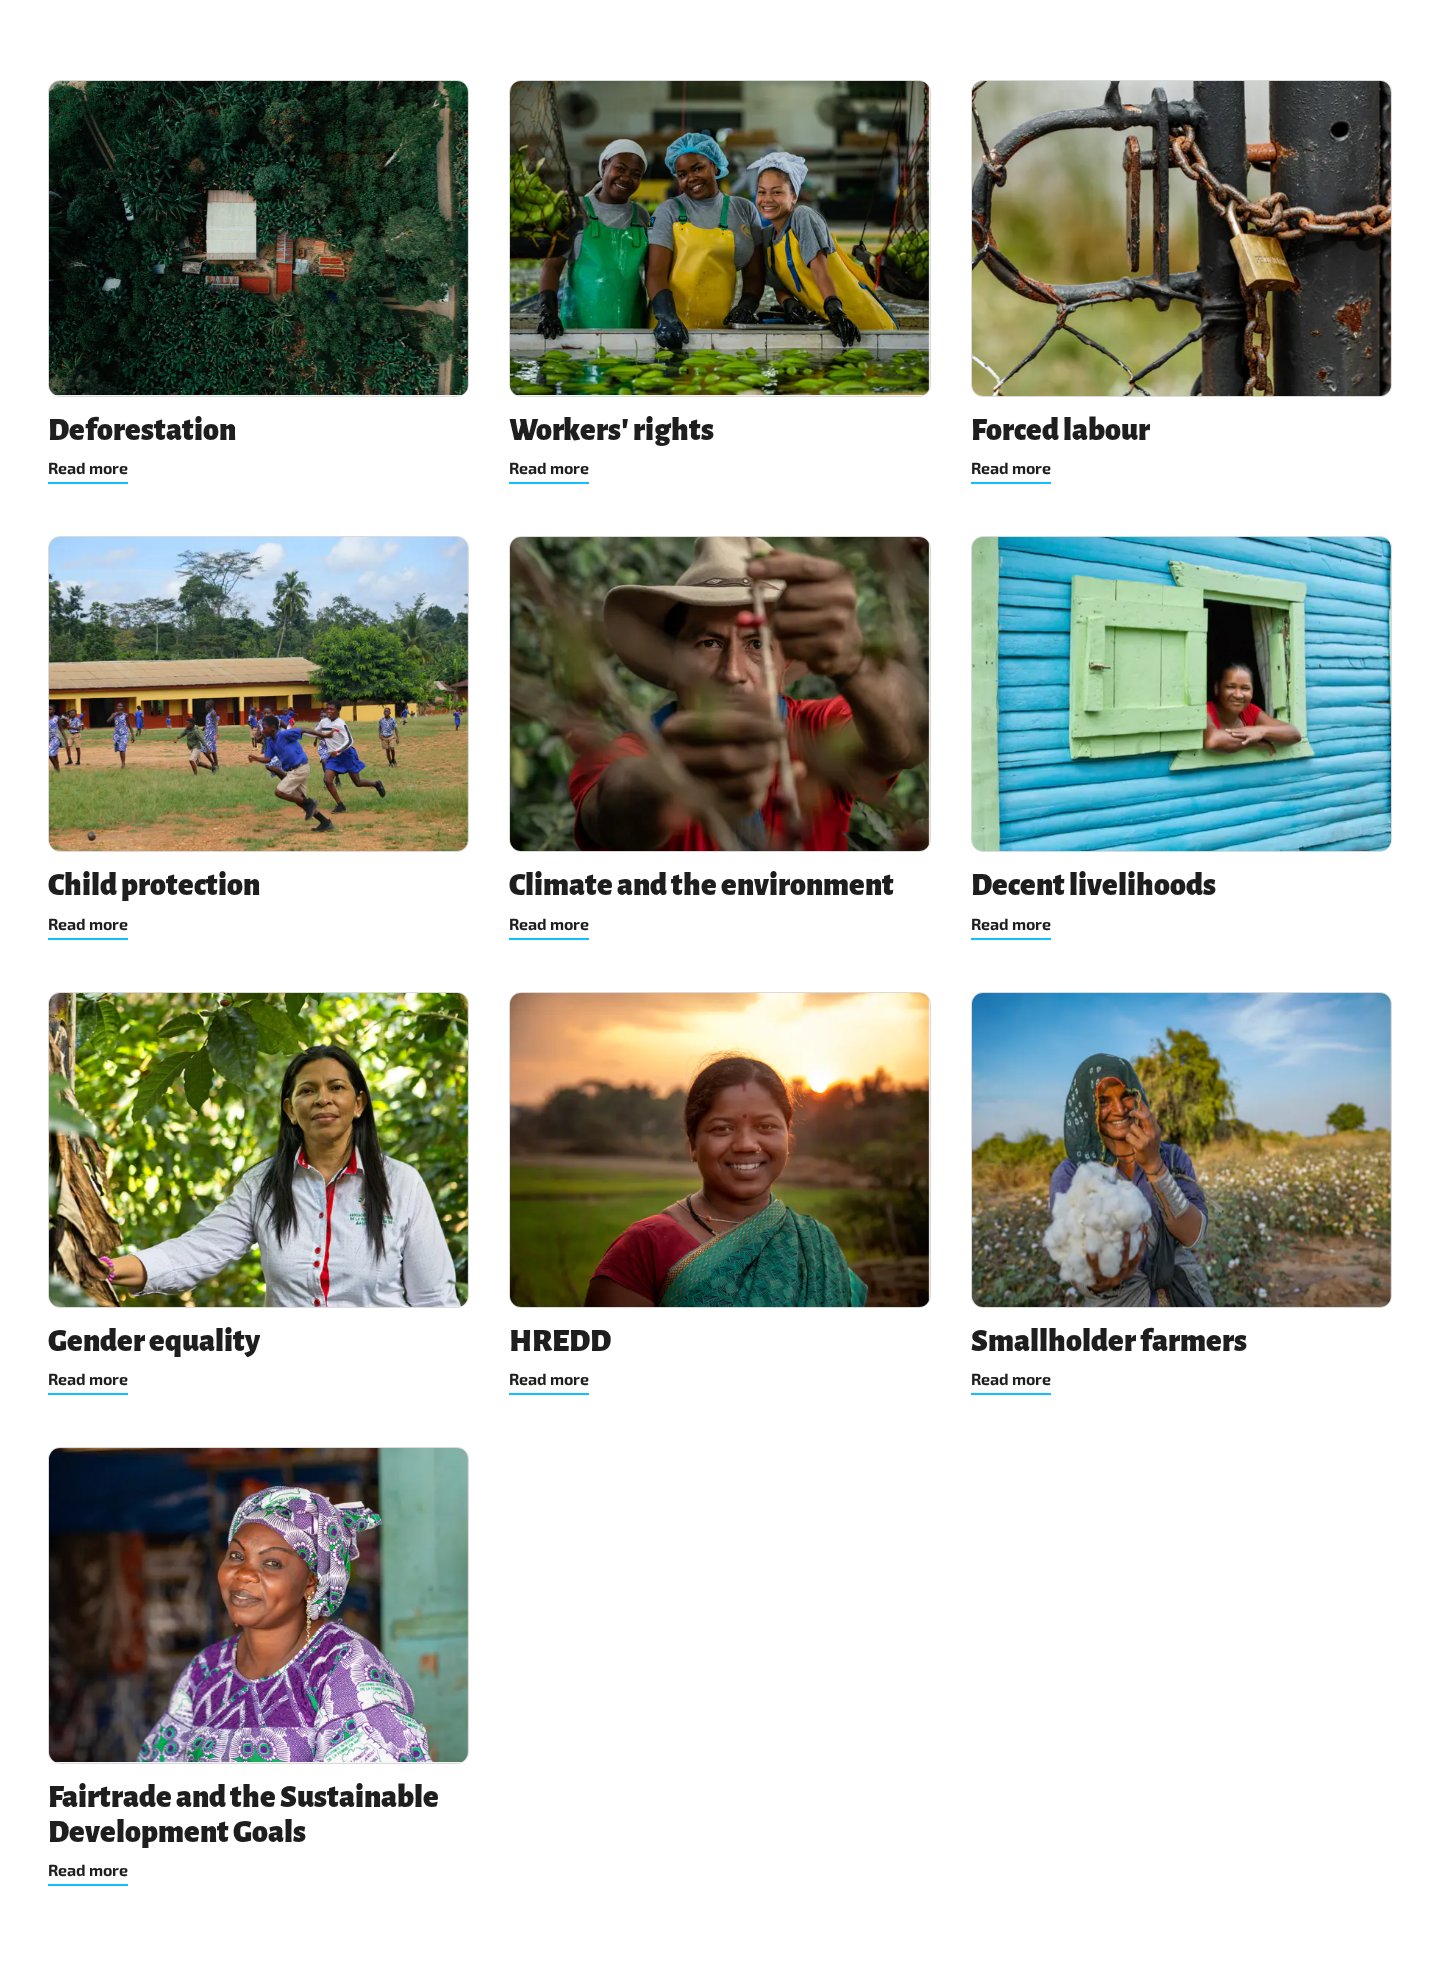 Deforestation
Read more
Workers' rights
Read more
Forced labour
Read more
Child protection
Read more
Climate and the environment
Read more
Decent livelihoods
Read more
Gender equality
Read more
HREDD
Read more
Smallholder farmers
Read more
Fairtrade and the Sustainable
Development Goals
Read more